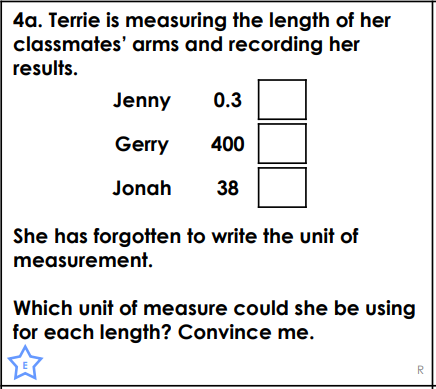 4a. Terrie is measuring the length of her
classmates’ arms and recording her
results.
Jenny 0.3
Gerry 400
Jonah 38
She has forgotten to write the unit of
measurement.
Which unit of measure could she be using
for each length? Convince me.
E
R